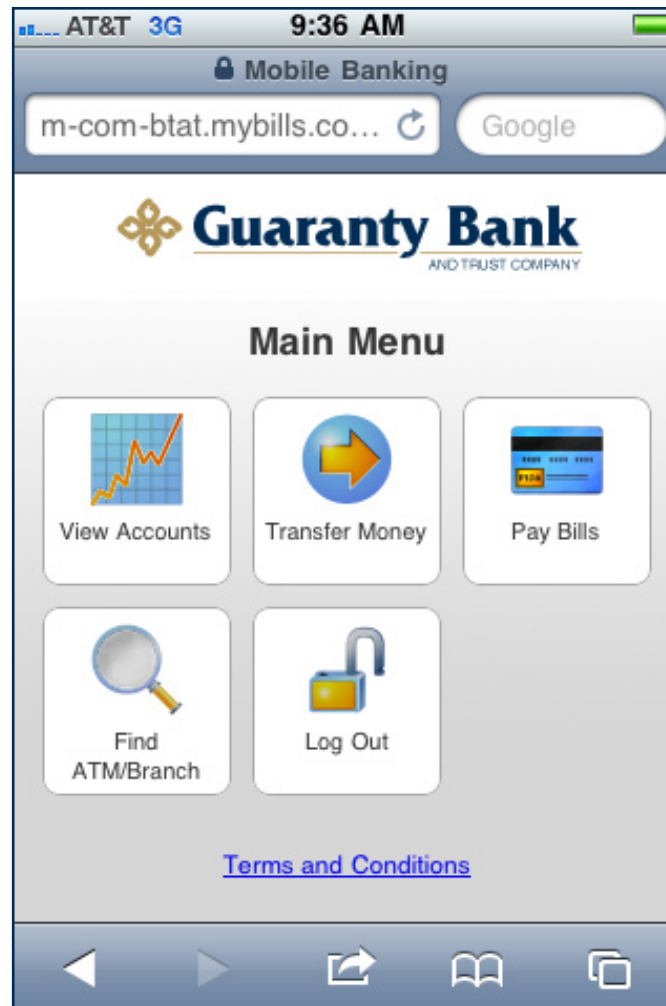 AT&T 3G 9:36 AM
Mobile Banking
m-com-btat.mybills.co... Google
Guaranty Bank
AND TRUST COMPANY
Main Menu
View Accounts Transfer Money Pay Bills
Find
ATM/Branch
Log Out
Terms and Conditions